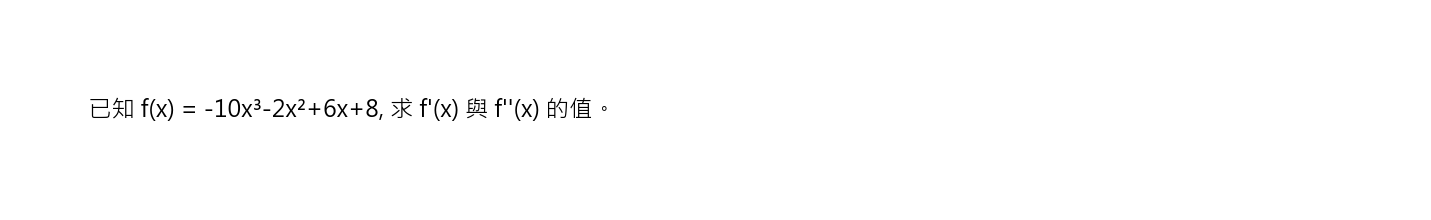 已知 f(x) = -10x³-2x²+6x+8, 求 f'(x) 與 f''(x) 的值。